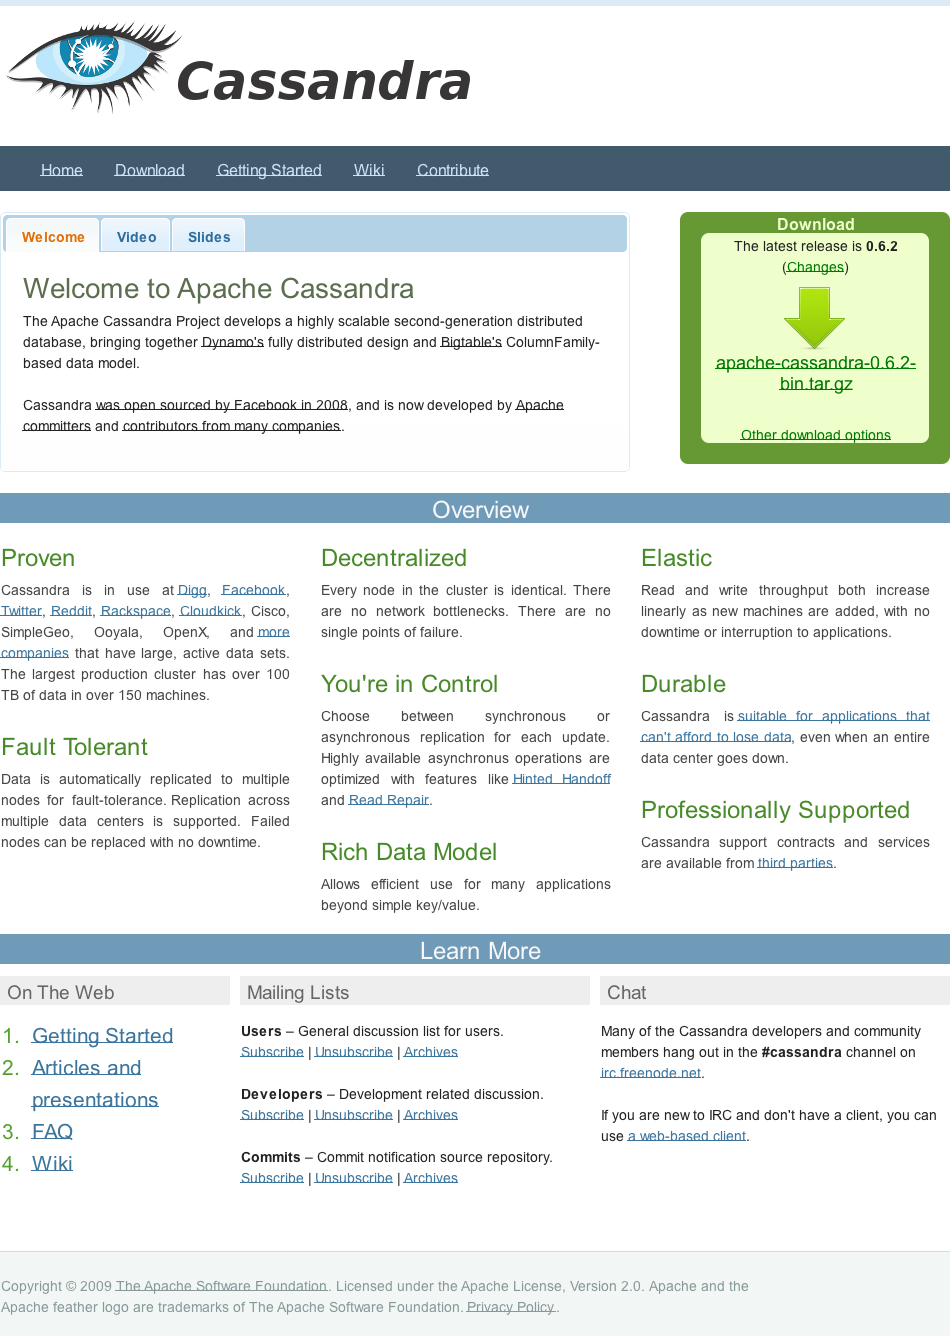 Cassandra
Home Download Getting Started Wiki Contribute
Welcome Video Slides
Welcome to Apache Cassandra
The Apache Cassandra Project develops a highly scalable second-generation distributed
database, bringing together Dynamo's fully distributed design and Bigtable's ColumnFamily-
based data model.
Cassandra was open sourced by Facebook in 2008, and is now developed by Apache
committers and contributors from many companies.
Download
The latest release is 0.6.2
(Changes)
apache-cassandra-0.6.2-
bin.tar.gz
Other download options
Overview
Proven
Cassandra is in use at Digg, Facebook,
Twitter, Reddit, Rackspace, Cloudkick, Cisco,
SimpleGeo, Ooyala, OpenX, and more
companies that have large, active data sets.
The largest production cluster has over 100
TB of data in over 150 machines.
Fault Tolerant
Data is automatically replicated to multiple
nodes for fault-tolerance. Replication across
multiple data centers is supported. Failed
nodes can be replaced with no downtime.
Decentralized
Every node in the cluster is identical. There
are no network bottlenecks. There are no
single points of failure.
You're in Control
Choose between synchronous or
asynchronous replication for each update.
Highly available asynchronus operations are
optimized with features like Hinted Handoff
and Read Repair.
Rich Data Model
Allows efficient use for many applications
beyond simple key/value.
Elastic
Read and write throughput both increase
linearly as new machines are added, with no
downtime or interruption to applications.
Durable
Cassandra is suitable for applications that
can't afford to lose data, even when an entire
data center goes down.
Professionally Supported
Cassandra support contracts and services
are available from third parties.
Learn More
On The Web
1. Getting Started
2. Articles and
presentations
3. FAQ
4. Wiki
Mailing Lists
Users – General discussion list for users.
Subscribe | Unsubscribe | Archives
Developers – Development related discussion.
Subscribe | Unsubscribe | Archives
Commits – Commit notification source repository.
Subscribe | Unsubscribe | Archives
Chat
Many of the Cassandra developers and community
members hang out in the #cassandra channel on
irc.freenode.net.
If you are new to IRC and don't have a client, you can
use a web-based client.
Copyright © 2009 The Apache Software Foundation. Licensed under the Apache License, Version 2.0. Apache and the
Apache feather logo are trademarks of The Apache Software Foundation. Privacy Policy.